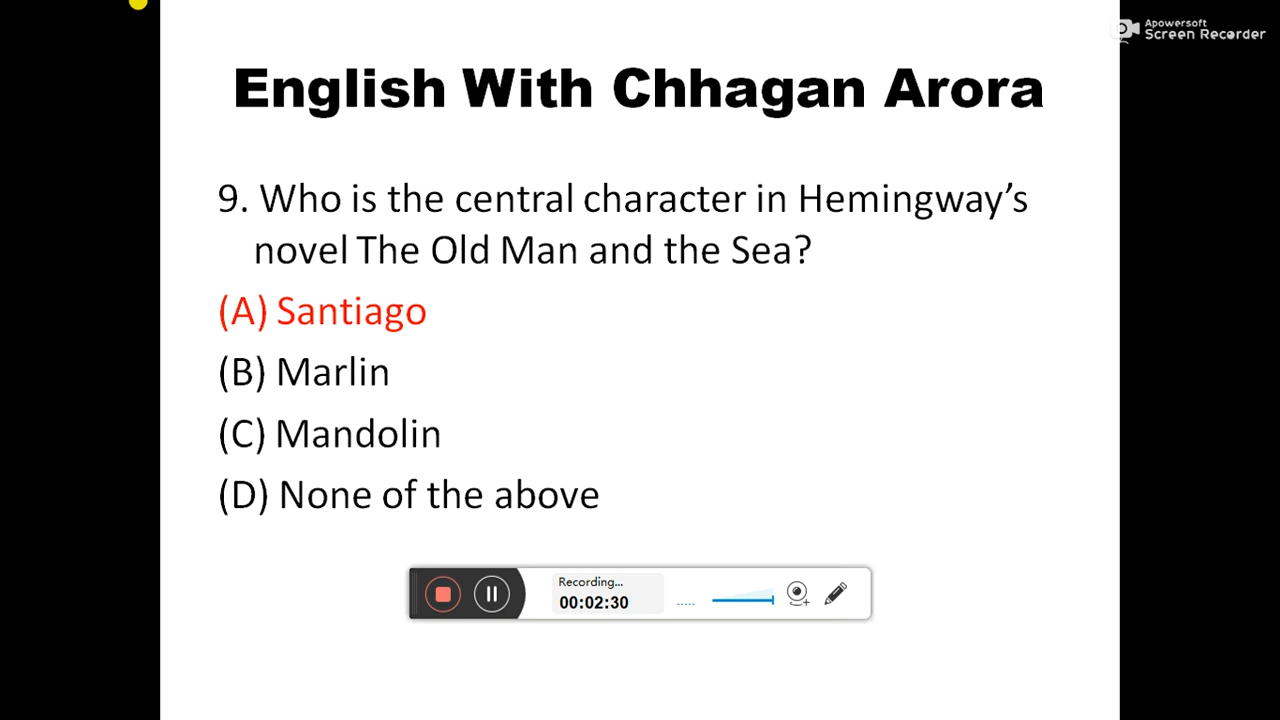 Apowersoft
Screen Recorder
English With Chhagan Arora
9. Who is the central character in Hemingway’s
novel The Old Man and the Sea?
(A) Santiago
(B) Marlin
(C) Mandolin
(D) None of the above
Recording...
00:02:30